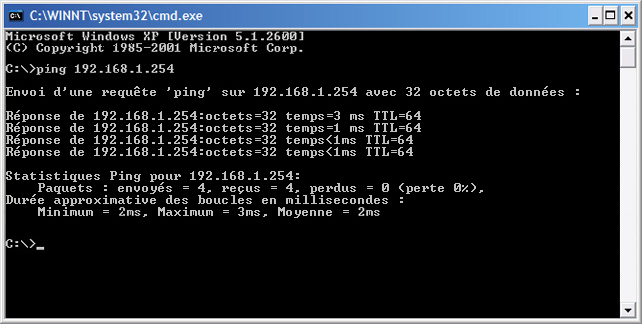 C:\WINNT\system32\cmd.exe
Microsoft Windows XP [Version 5.1.2600]
(C) Copyright 1985-2001 Microsoft Corp.
C:\>ping 192.168.1.254
Envoi d'une requête 'ping' sur 192.168.1.254 avec 32 octets de données :
Réponse de 192.168.1.254:octets=32 temps=3 ms TTL=64
Réponse de 192.168.1.254:octets=32 temps=1 ms TTL=64
Réponse de 192.168.1.254:octets=32 temps<1ms TTL=64
Réponse de 192.168.1.254:octets=32 temps<1ms TTL=64
Statistiques Ping pour 192.168.1.254:
Paquets : envoyés = 4, reçus = 4, perdus = 0 (perte 0%),
Durée approximative des boucles en millisecondes :
Minimum = 2ms, Maximum = 3ms, Moyenne = 2ms
C:\>_